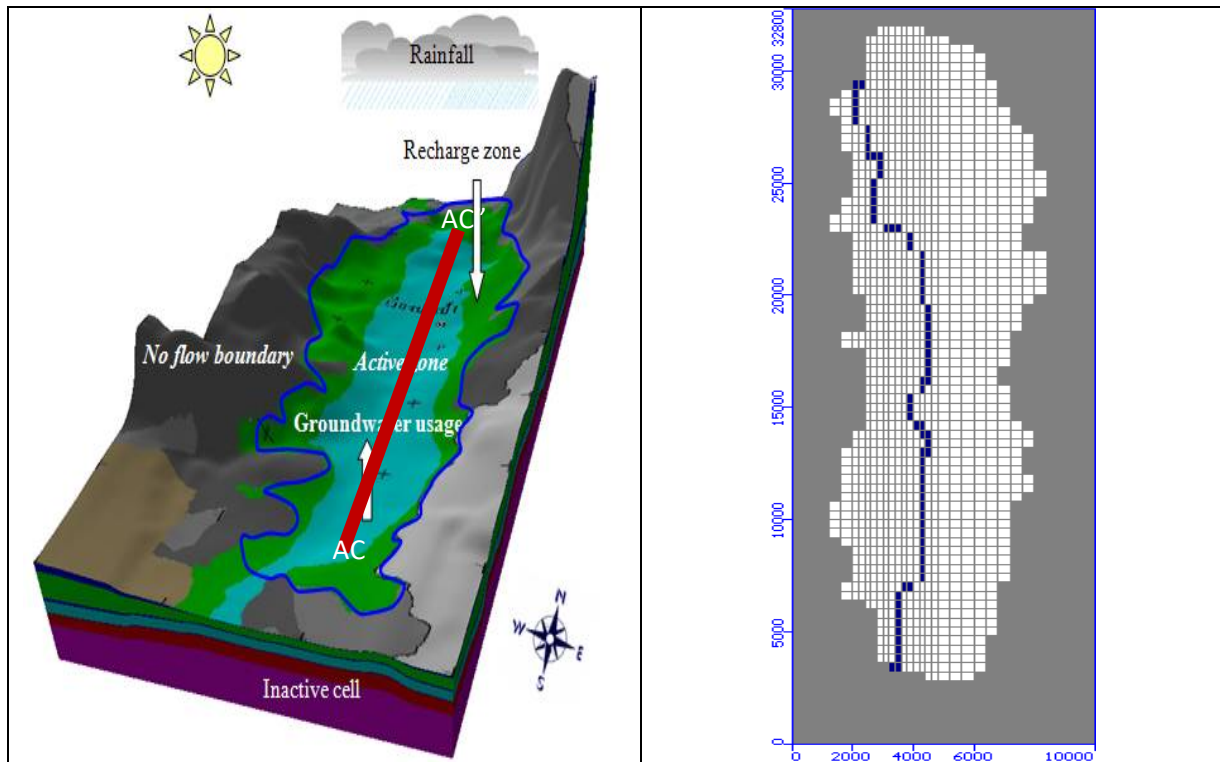 Rainfall
Recharge zone
AC’
No flow boundary
Active zone
Groundwater usage
AC
N
W
E
S
Inactive cell
32800
30000
25000
20000
15000
10000
5000
0
0 2000 4000 6000 10000